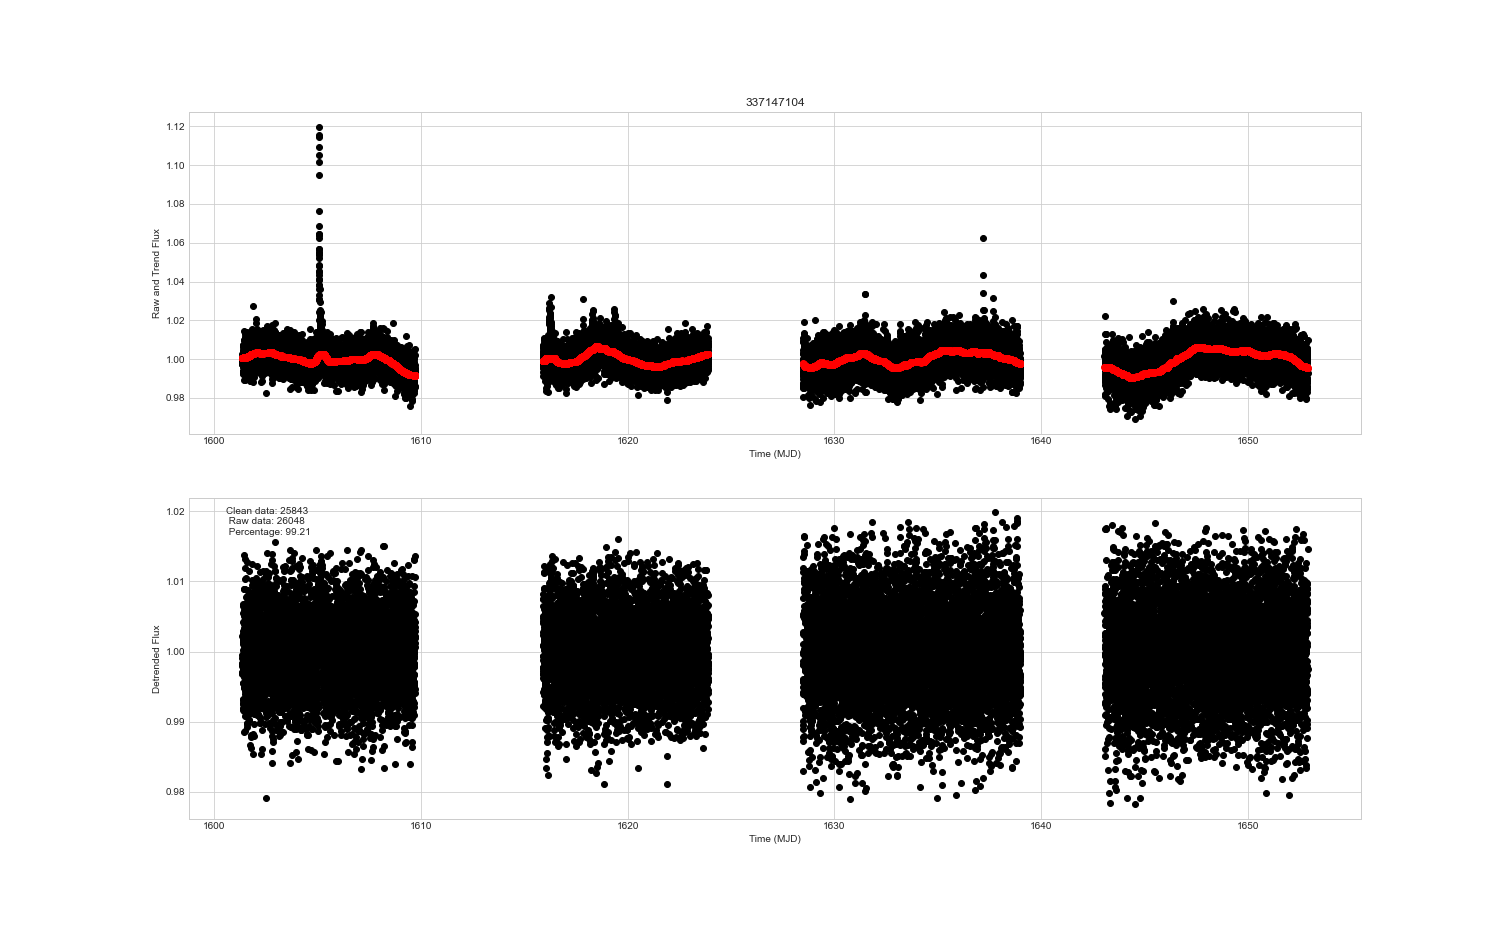 337147104
Raw and Trend Flux
1.12
1.10
1.08
1.06
1.04
1.02
1.00
0.98
1600 1610 1620 1630 1640 1650
Time (MJD)
Clean data: 25843
Raw data: 26048
Percentage: 99.21
Detrended Flux
1.02
1.01
1.00
0.99
0.98
1600 1610 1620 1630 1640 1650
Time (MJD)